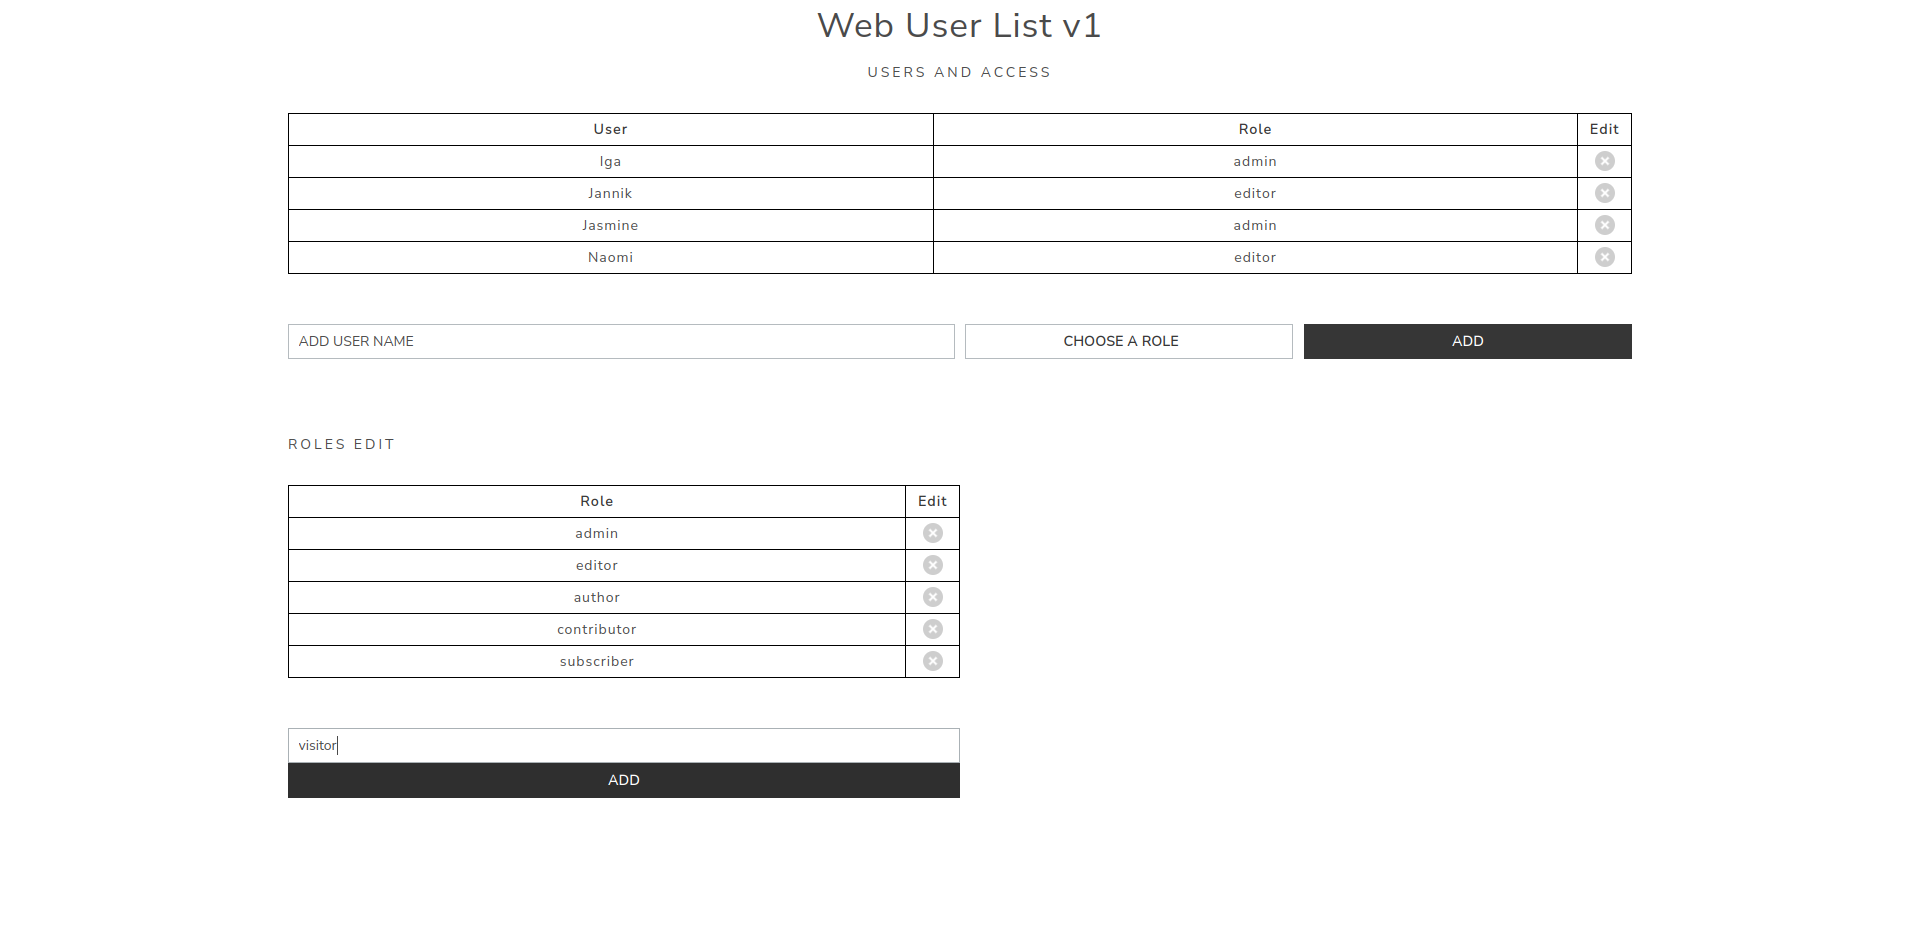 Web User List v1
USERS AND ACCESS
User Role Edit
Iga admin
Jannik editor
Jasmine admin
Naomi editor
ADD USER NAME CHOOSE A ROLE ADD
ROLES EDIT
Role Edit
admin
editor
author
contributor
subscriber
visitor
ADD